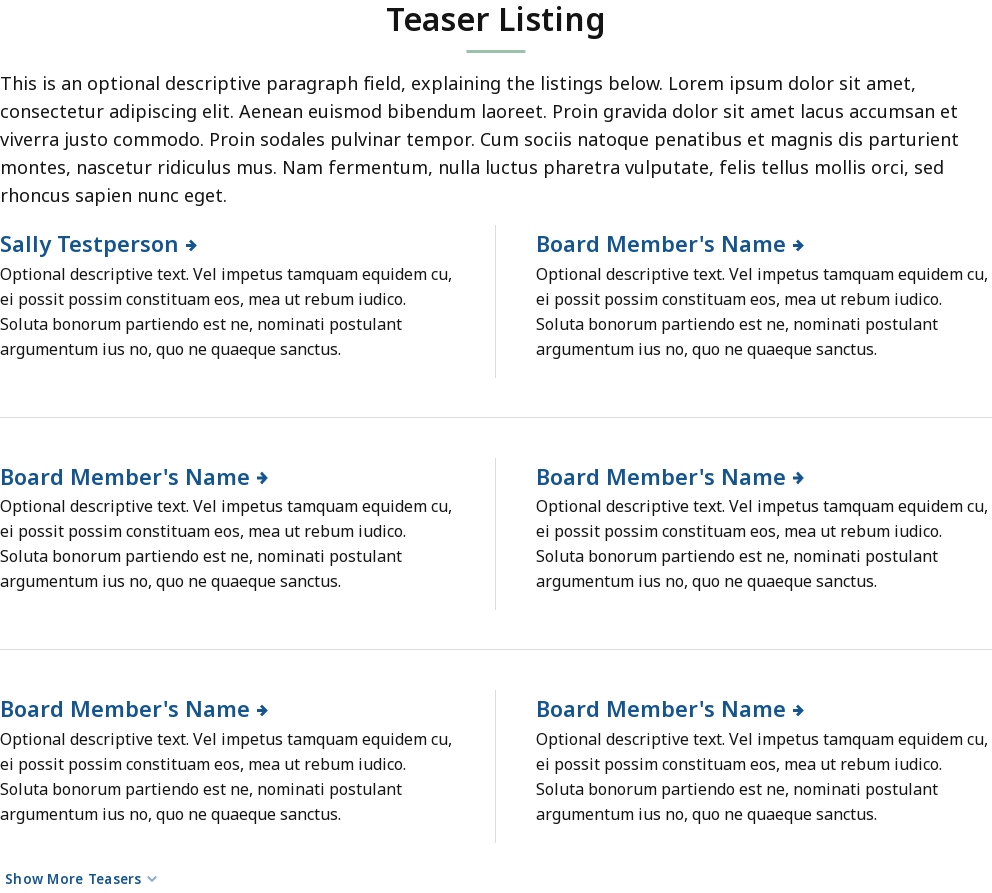 Teaser Listing
This is an optional descriptive paragraph field, explaining the listings below. Lorem ipsum dolor sit amet,
consectetur adipiscing elit. Aenean euismod bibendum laoreet. Proin gravida dolor sit amet lacus accumsan et
viverra justo commodo. Proin sodales pulvinar tempor. Cum sociis natoque penatibus et magnis dis parturient
montes, nascetur ridiculus mus. Nam fermentum, nulla luctus pharetra vulputate, felis tellus mollis orci, sed
rhoncus sapien nunc eget.
Sally Testperson
Optional descriptive text. Vel impetus tamquam equidem cu,
ei possit possim constituam eos, mea ut rebum iudico.
Soluta bonorum partiendo est ne, nominati postulant
argumentum ius no, quo ne quaeque sanctus.
Board Member's Name
Optional descriptive text. Vel impetus tamquam equidem cu,
ei possit possim constituam eos, mea ut rebum iudico.
Soluta bonorum partiendo est ne, nominati postulant
argumentum ius no, quo ne quaeque sanctus.
Board Member's Name
Optional descriptive text. Vel impetus tamquam equidem cu,
ei possit possim constituam eos, mea ut rebum iudico.
Soluta bonorum partiendo est ne, nominati postulant
argumentum ius no, quo ne quaeque sanctus.
Board Member's Name
Optional descriptive text. Vel impetus tamquam equidem cu,
ei possit possim constituam eos, mea ut rebum iudico.
Soluta bonorum partiendo est ne, nominati postulant
argumentum ius no, quo ne quaeque sanctus.
Board Member's Name
Optional descriptive text. Vel impetus tamquam equidem cu,
ei possit possim constituam eos, mea ut rebum iudico.
Soluta bonorum partiendo est ne, nominati postulant
argumentum ius no, quo ne quaeque sanctus.
Board Member's Name
Optional descriptive text. Vel impetus tamquam equidem cu,
ei possit possim constituam eos, mea ut rebum iudico.
Soluta bonorum partiendo est ne, nominati postulant
argumentum ius no, quo ne quaeque sanctus.
Show More Teasers